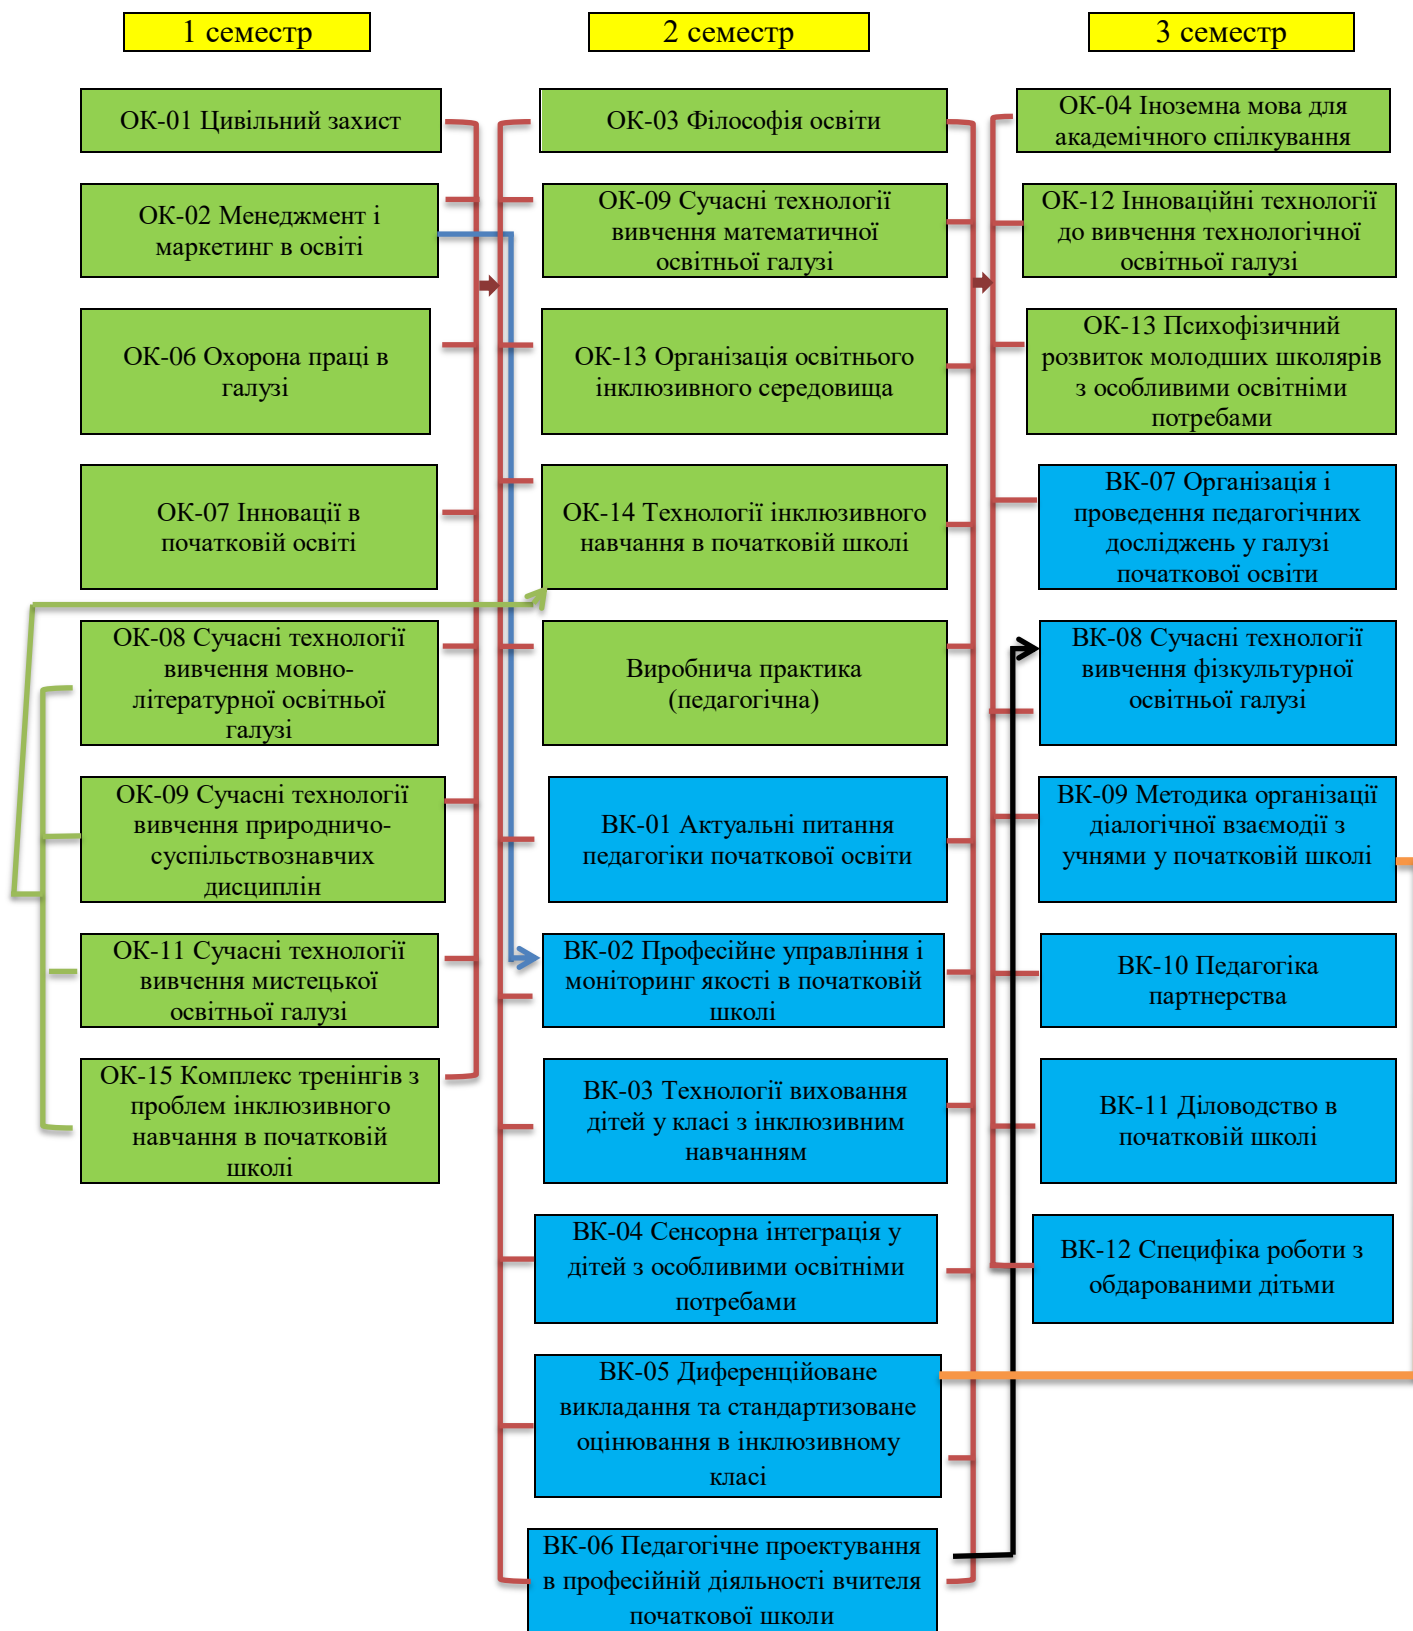 1 семестр
2 семестр
3 семестр
ОК-01 Цивільний захист
ОК-02 Менеджмент і
маркетинг в освіті
ОК-06 Охорона праці в
галузі
ОК-07 Інновації в
початковій освіті
ОК-08 Сучасні технології
вивчення мовно-
літературної освітньої
галузі
ОК-09 Сучасні технології
вивчення природничо-
суспільствознавчих
дисциплін
ОК-11 Сучасні технології
вивчення мистецької
освітньої галузі
ОК-15 Комплекс тренінгів з
проблем інклюзивного
навчання в початковій
школі
ОК-03 Філософія освіти
ОК-09 Сучасні технології
вивчення математичної
освітньої галузі
ОК-13 Організація освітнього
інклюзивного середовища
ОК-14 Технології інклюзивного
навчання в початковій школі
Виробнича практика
(педагогічна)
ВК-01 Актуальні питання
педагогіки початкової освіти
ВК-02 Професійне управління і
моніторинг якості в початковій
школі
ВК-03 Технології виховання
дітей у класі з інклюзивним
навчанням
ВК-04 Сенсорна інтеграція у
дітей з особливими освітніми
потребами
ВК-05 Диференційоване
викладання та стандартизоване
оцінювання в інклюзивному
класі
ВК-06 Педагогічне проектування
в професійній діяльності вчителя
початкової школи
ОК-04 Іноземна мова для
академічного спілкування
ОК-12 Інноваційні технології
до вивчення технологічної
освітньої галузі
ОК-13 Психофізичний
розвиток молодших школярів
з особливими освітніми
потребами
ВК-07 Організація і
проведення педагогічних
досліджень у галузі
початкової освіти
ВК-08 Сучасні технології
вивчення фізкультурної
освітньої галузі
ВК-09 Методика організації
діалогічної взаємодії з
учнями у початковій школі
ВК-10 Педагогіка
партнерства
ВК-11 Діловодство в
початковій школі
ВК-12 Специфіка роботи з
обдарованими дітьми